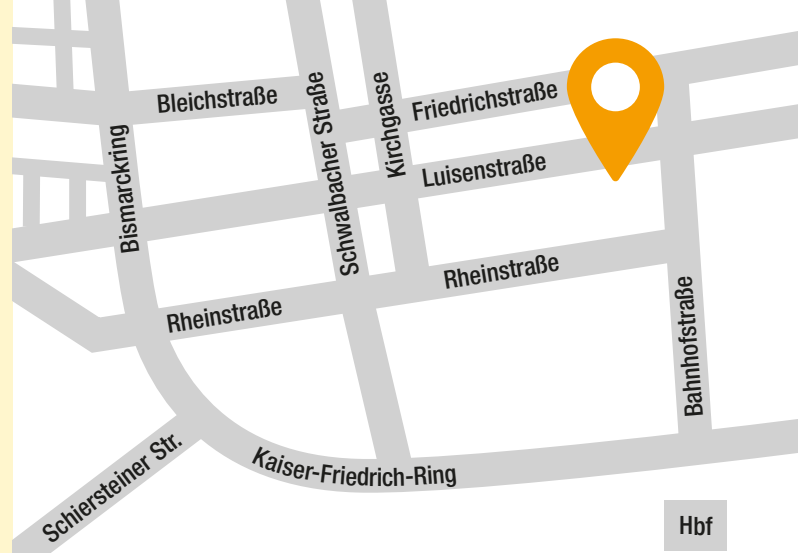 Bleichstraße
Friedrichstraße
Schwalbacher Straße
Kirchgasse
Bismarckring
Luisenstraße
Rheinstraße
Rheinstraße
Bahnhofstraße
Schiersteiner Str.
Kaiser-Friedrich-Ring
Hbf